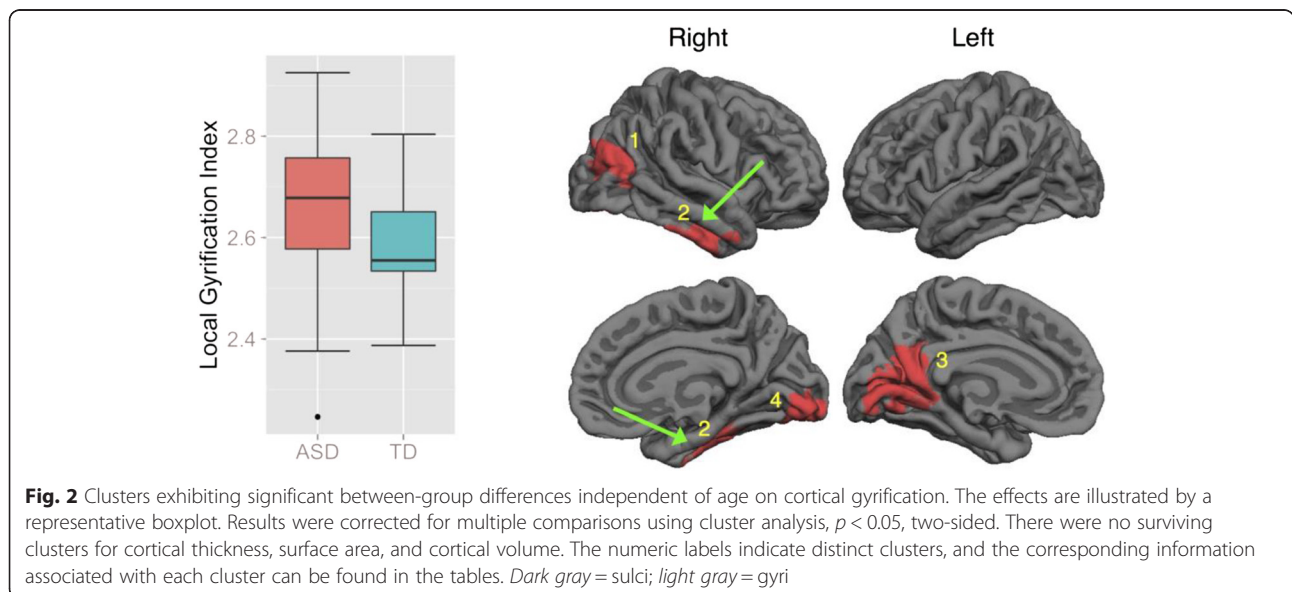 Right Left
Local Gyrification Index
2.8
2.6
2.4
ASD TD
1
2
2
4
3
Fig. 2 Clusters exhibiting significant between-group differences independent of age on cortical gyrification. The effects are illustrated by a
representative boxplot. Results were corrected for multiple comparisons using cluster analysis, p < 0.05, two-sided. There were no surviving
clusters for cortical thickness, surface area, and cortical volume. The numeric labels indicate distinct clusters, and the corresponding information
associated with each cluster can be found in the tables. Dark gray = sulci; light gray = gyri